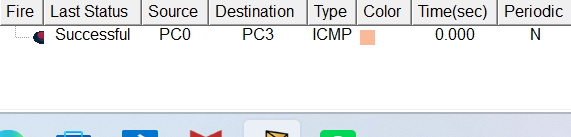 Fire Last Status Source Destination Type Color Time(sec) Periodic
Successful PC0 PC3 ICMP 0.000 N